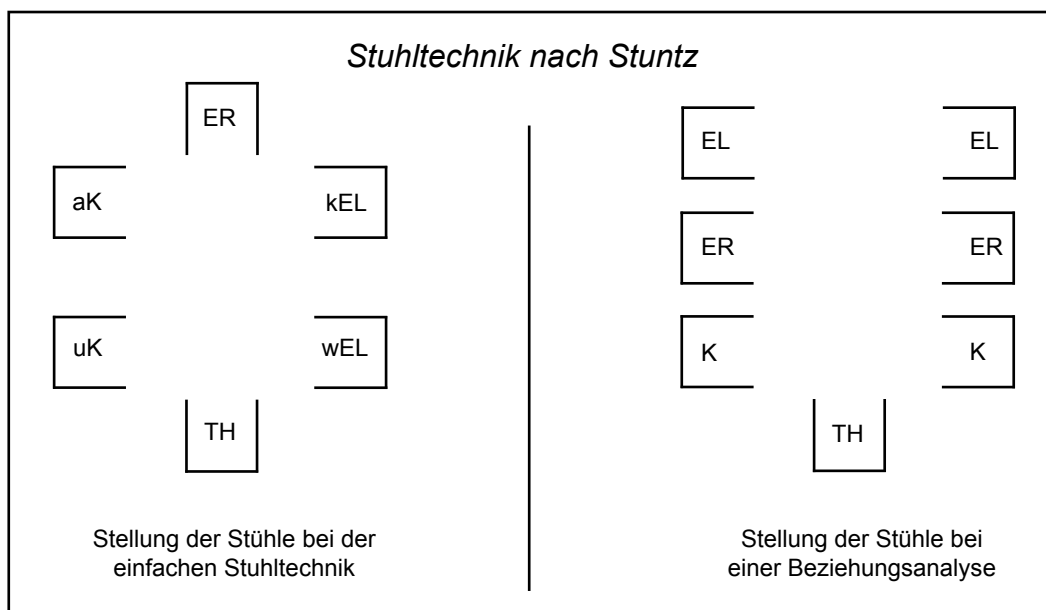 Stuhltechnik nach Stuntz
ER
aK
kEL
uK
wEL
TH
Stellung der Stühle bei der
einfachen Stuhltechnik
EL
EL
ER
ER
K
K
TH
Stellung der Stühle bei
einer Beziehungsanalyse